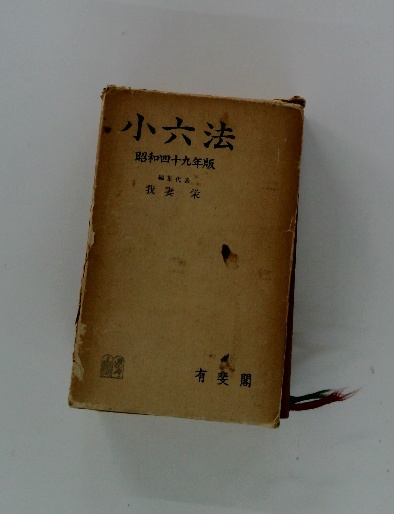 小六法
昭和四十九年版
編集代表
我妻 栄
有斐閣